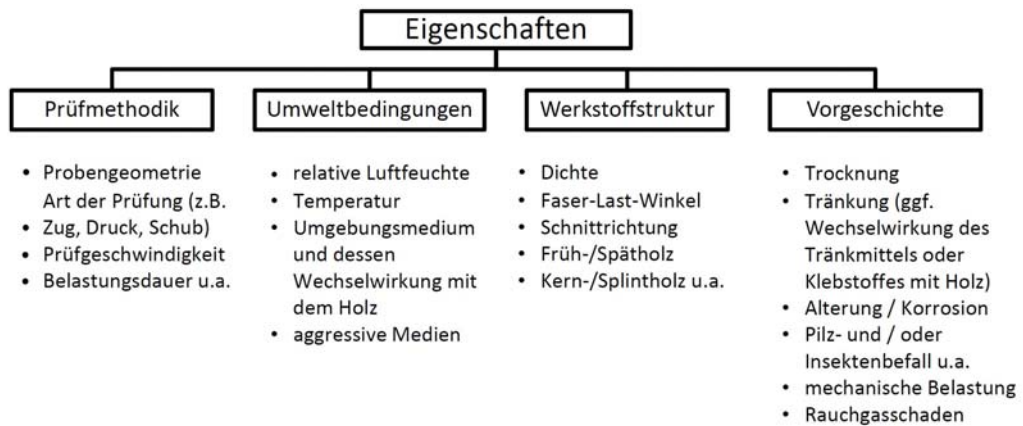 Eigenschaften
Prüfmethodik
• Probengeometrie
Art der Prüfung (z.B.
• Zug, Druck, Schub)
• Prüfgeschwindigkeit
• Belastungsdauer u.a.
Umweltbedingungen
• relative Luftfeuchte
• Temperatur
• Umgebungsmedium
und dessen
Wechselwirkung mit
dem Holz
• aggressive Medien
Werkstoffstruktur
• Dichte
• Faser-Last-Winkel
• Schnittrichtung
• Früh-/Spätholz
• Kern-/Splintholz u.a.
Vorgeschichte
• Trocknung
• Tränkung (ggf.
Wechselwirkung des
Tränkmittels oder
Klebstoffes mit Holz)
• Alterung / Korrosion
• Pilz- und / oder
Insektenbefall u.a.
• mechanische Belastung
• Rauchgasschaden